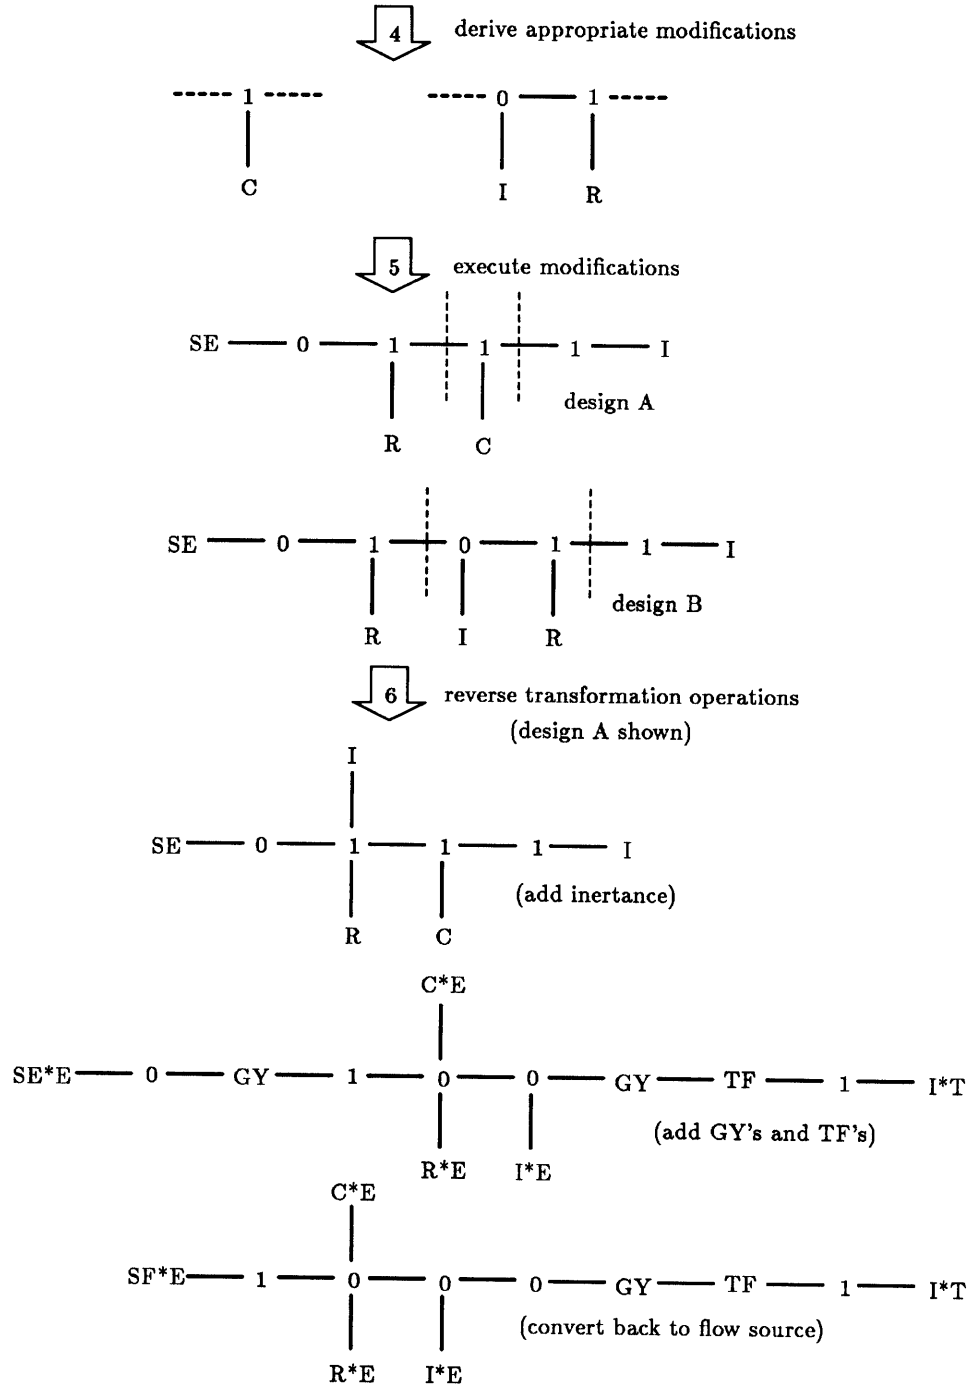 4 derive appropriate modifications
1 0 1
C I R
5 execute modifications
SE 0 1 1 1 I
design A
R C
SE 0 1 0 1 1 I
design B
R I R
6 reverse transformation operations
(design A shown)
I
SE 0 1 1 1 I
(add inertance)
R C
C*E
SE*E 0 GY 1 0 0 GY TF 1 I*T
(add GY's and TF's)
R*E I*E
C*E
SF*E 1 0 0 0 GY TF 1 I*T
(convert back to flow source)
R*E I*E